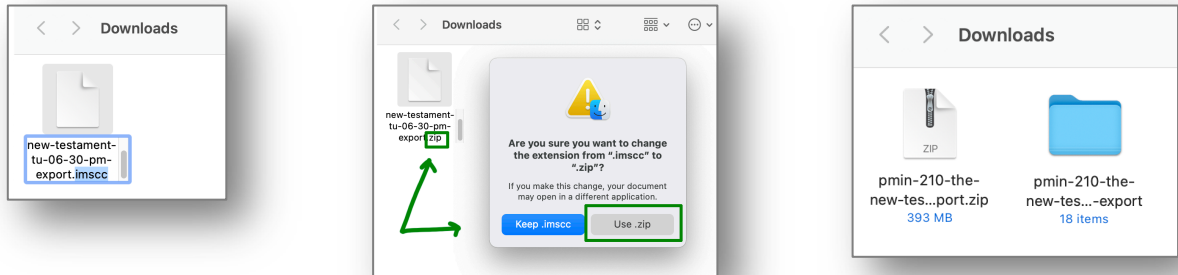 Downloads
new-testament-
tu-06-30-pm-
export.imscc
Downloads
new-testament-
tu-06-30-pm-
export.zip
Are you sure you want to change
the extension from “.imscc” to
“.zip”?
If you make this change, your document
may open in a different application.
Keep .imscc
Use .zip
Downloads
ZIP
pmin-210-the-
new-tes...port.zip
393 MB
pmin-210-the-
new-tes...-export
18 items